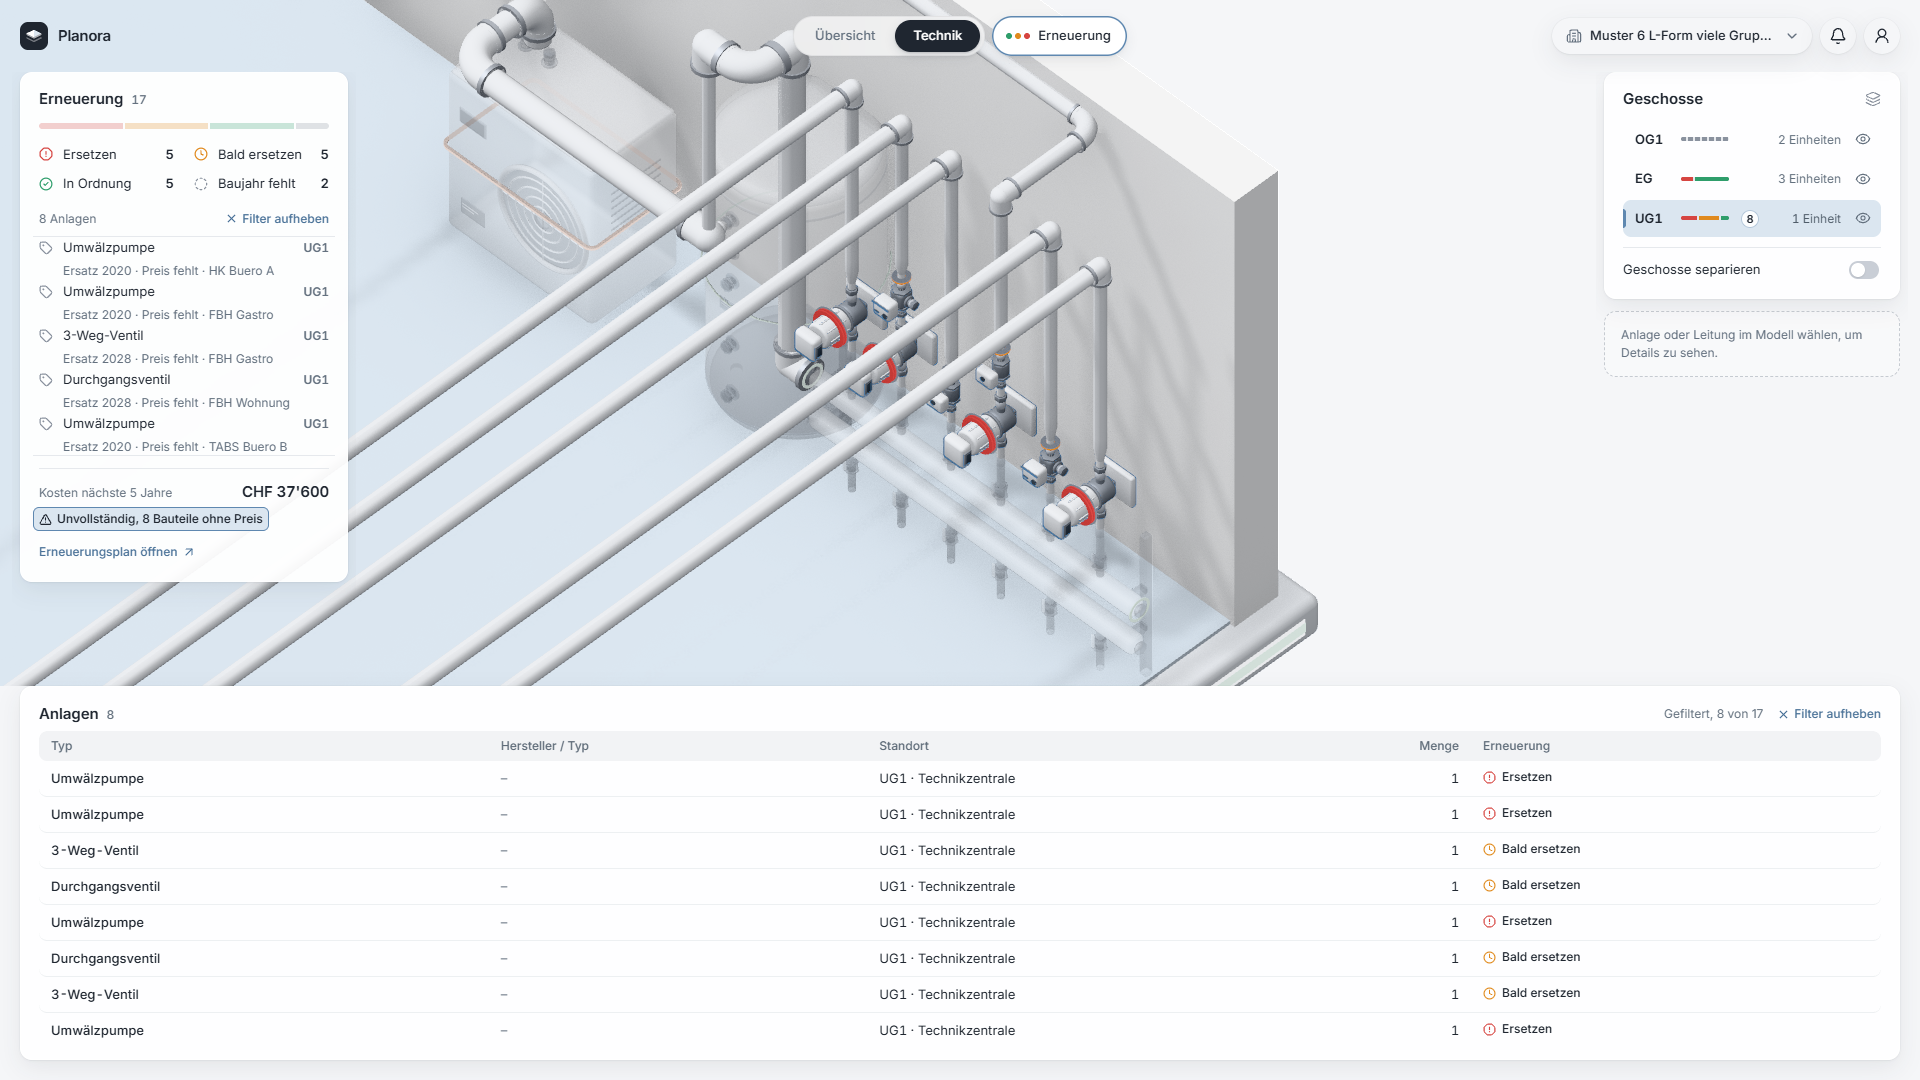 Planora
Übersicht
Technik
Erneuerung
Muster 6 L-Form viele Grup...
Erneuerung 17
Ersetzen 5
Bald ersetzen 5
In Ordnung 5
Baujahr fehlt 2
8 Anlagen
Filter aufheben
Umwälzpumpe UG1
Ersatz 2020 · Preis fehlt · HK Buero A
Umwälzpumpe UG1
Ersatz 2020 · Preis fehlt · FBH Gastro
3-Weg-Ventil UG1
Ersatz 2028 · Preis fehlt · FBH Gastro
Durchgangsventil UG1
Ersatz 2028 · Preis fehlt · FBH Wohnung
Umwälzpumpe UG1
Ersatz 2020 · Preis fehlt · TABS Buero B
Kosten nächste 5 Jahre CHF 37'600
Unvollständig, 8 Bauteile ohne Preis
Erneuerungsplan öffnen
Geschosse
OG1 2 Einheiten
EG 3 Einheiten
UG1 8 1 Einheit
Geschosse separieren
Anlage oder Leitung im Modell wählen, um
Details zu sehen.
Anlagen 8
Gefiltert, 8 von 17
Filter aufheben
Typ Hersteller / Typ Standort Menge Erneuerung
Umwälzpumpe – UG1 · Technikzentrale 1 Ersetzen
Umwälzpumpe – UG1 · Technikzentrale 1 Ersetzen
3-Weg-Ventil – UG1 · Technikzentrale 1 Bald ersetzen
Durchgangsventil – UG1 · Technikzentrale 1 Bald ersetzen
Umwälzpumpe – UG1 · Technikzentrale 1 Ersetzen
Durchgangsventil – UG1 · Technikzentrale 1 Bald ersetzen
3-Weg-Ventil – UG1 · Technikzentrale 1 Bald ersetzen
Umwälzpumpe – UG1 · Technikzentrale 1 Ersetzen